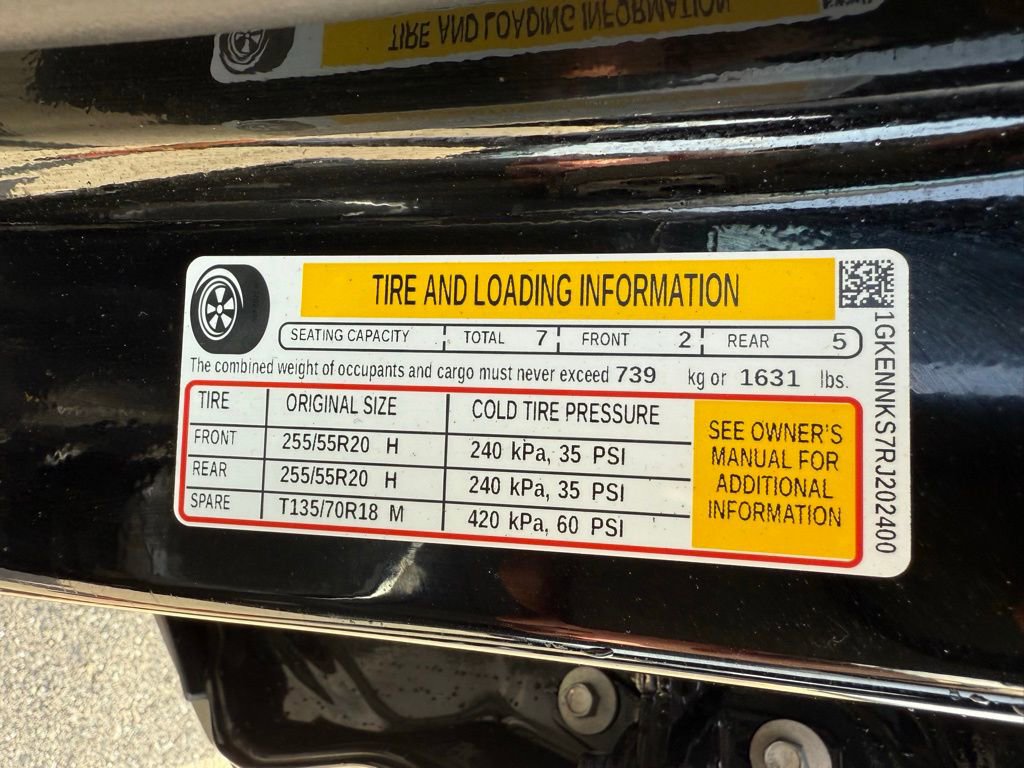 TIRE AND LOADING INFORMATION
TIRE AND LOADING INFORMATION
SEATING CAPACITY TOTAL 7 FRONT 2 REAR 5
The combined weight of occupants and cargo must never exceed 739 kg or 1631 lbs.
TIRE ORIGINAL SIZE COLD TIRE PRESSURE
FRONT 255/55R20 H 240 kPa, 35 PSI
REAR 255/55R20 H 240 kPa, 35 PSI
SPARE T135/70R18 M 420 kPa, 60 PSI
SEE OWNER'S
MANUAL FOR
ADDITIONAL
INFORMATION
1GKENNKS7RJ202400